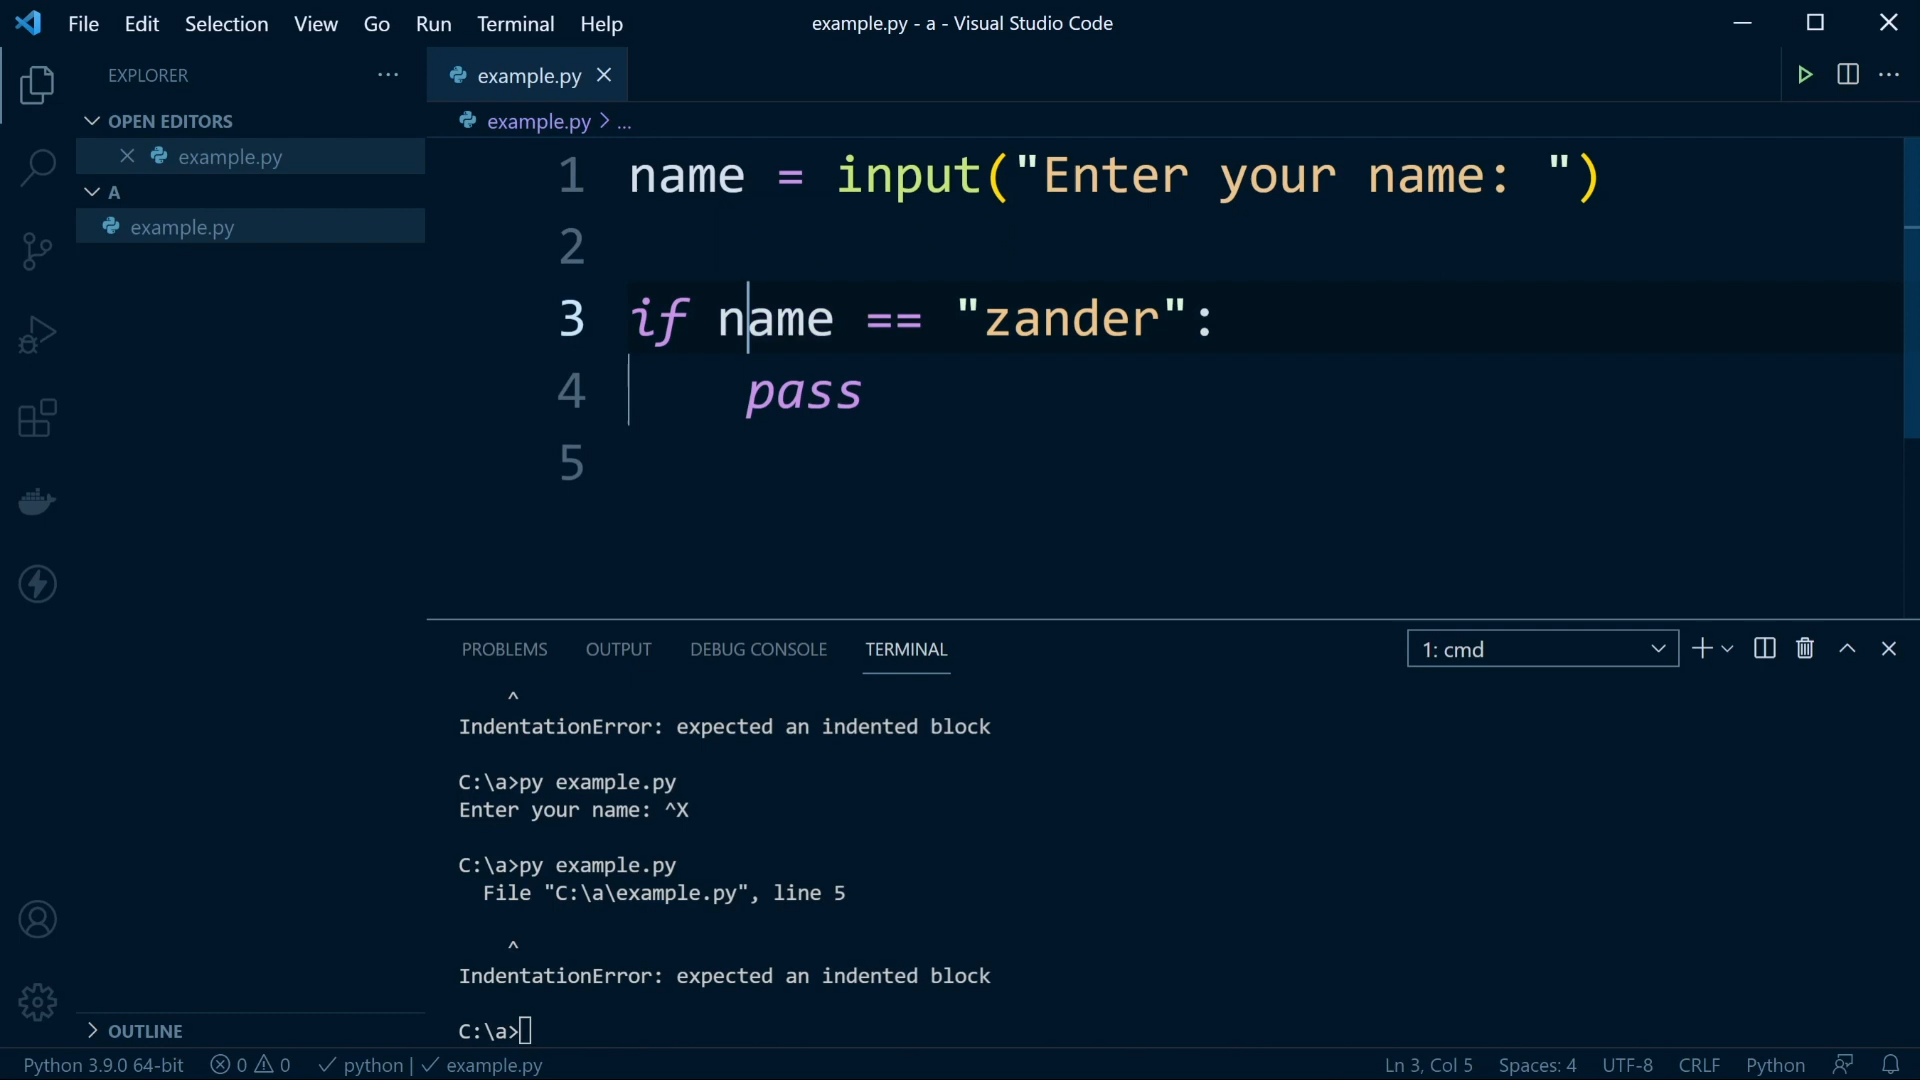 File Edit Selection View Go Run Terminal Help example.py - a - Visual Studio Code
EXPLORER ...
OPEN EDITORS
example.py
A
example.py
OUTLINE
example.py
example.py > ...
1 name = input("Enter your name: ")
2
3 if name == "zander":
4 pass
5
PROBLEMS OUTPUT DEBUG CONSOLE TERMINAL 1: cmd
^
IndentationError: expected an indented block
C:\a>py example.py
Enter your name: ^X
C:\a>py example.py
File "C:\a\example.py", line 5
^
IndentationError: expected an indented block
C:\a>
Python 3.9.0 64-bit 0 0 python | example.py Ln 3, Col 5 Spaces: 4 UTF-8 CRLF Python